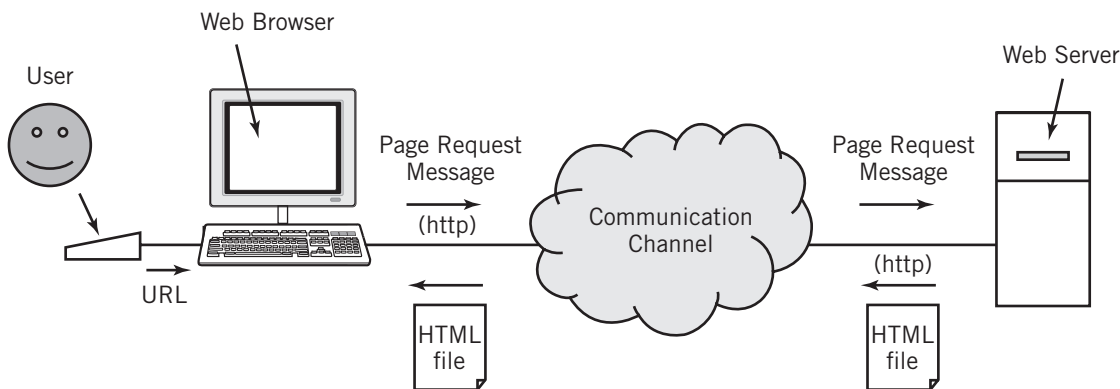 Web Browser
User
Web Server
Page Request
Message
(http)
Communication
Channel
Page Request
Message
(http)
URL
HTML
file
HTML
file